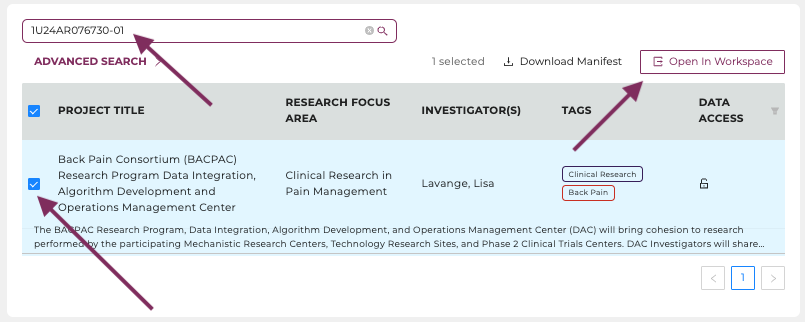 1U24AR076730-01
ADVANCED SEARCH
1 selected
Download Manifest
Open In Workspace
PROJECT TITLE
RESEARCH FOCUS
AREA
INVESTIGATOR(S)
TAGS
DATA
ACCESS
Back Pain Consortium (BACPAC)
Research Program Data Integration,
Algorithm Development and
Operations Management Center
Clinical Research in
Pain Management
Lavange, Lisa
Clinical Research
Back Pain
The BACPAC Research Program, Data Integration, Algorithm Development, and Operations Management Center (DAC) will bring cohesion to research
performed by the participating Mechanistic Research Centers, Technology Research Sites, and Phase 2 Clinical Trials Centers. DAC Investigators will share...
1